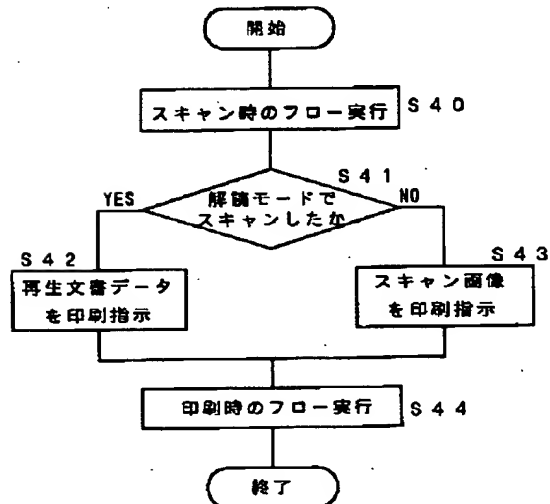 開始
スキャン時のフロー実行
S40
S41
解読モードで
スキャンしたか
YES
NO
S42
再生文書データ
を印刷指示
S43
スキャン画像
を印刷指示
印刷時のフロー実行
S44
終了